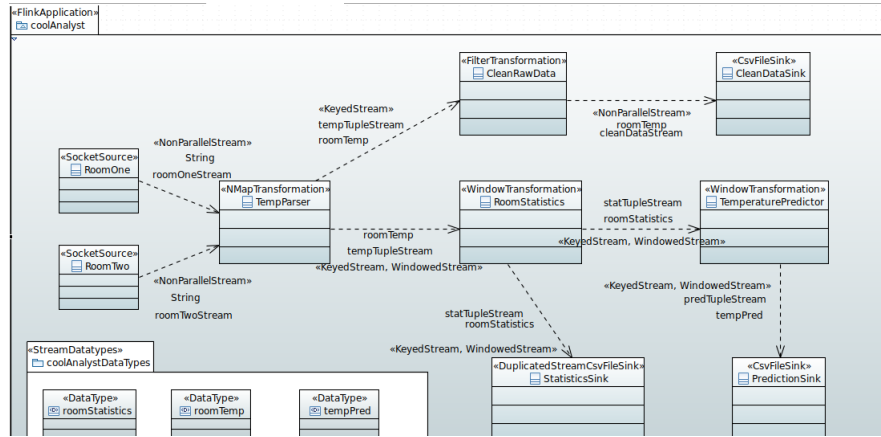 «FlinkApplication»
coolAnalyst
«FilterTransformation»
CleanRawData
«CsvFileSink»
CleanDataSink
«KeyedStream»
tempTupleStream
roomTemp
«NonParallelStream»
roomTemp
cleanDataStream
«NonParallelStream»
String
roomOneStream
«SocketSource»
RoomOne
«NMapTransformation»
TempParser
«WindowTransformation»
RoomStatistics
statTupleStream
roomStatistics
«KeyedStream, WindowedStream»
«WindowTransformation»
TemperaturePredictor
roomTemp
tempTupleStream
«KeyedStream, WindowedStream»
«SocketSource»
RoomTwo
«NonParallelStream»
String
roomTwoStream
«KeyedStream, WindowedStream»
predTupleStream
tempPred
statTupleStream
roomStatistics
«KeyedStream, WindowedStream»
«StreamDatatypes»
coolAnalystDataTypes
«DuplicatedStreamCsvFileSink»
StatisticsSink
«CsvFileSink»
PredictionSink
«DataType»
roomStatistics
«DataType»
roomTemp
«DataType»
tempPred